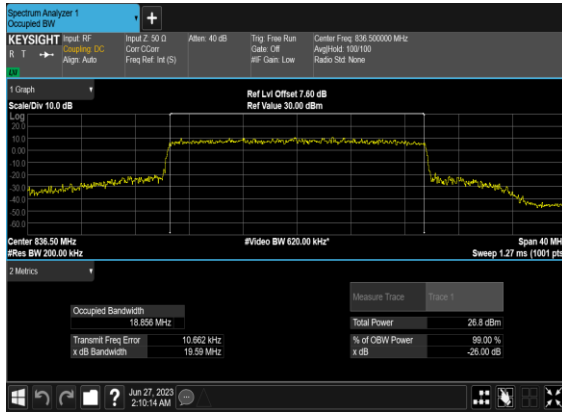 Spectrum Analyzer 1
Occupied BW
+
KEYSIGHT
R T
Input: RF
Coupling: DC
Align: Auto
Input Z: 50 Ω
Corr CCorr
Freq Ref: Int (S)
Atten: 40 dB
Trig: Free Run
Gate: Off
#IF Gain: Low
Center Freq: 836.500000 MHz
Avg|Hold: 100/100
Radio Std: None
1 Graph
Scale/Div 10.0 dB
Ref Lvl Offset 7.60 dB
Ref Value 30.00 dBm
Log
20.0
10.0
0.00
-10.0
-20.0
-30.0
-40.0
-50.0
-60.0
Center 836.50 MHz
#Res BW 200.00 kHz
#Video BW 620.00 kHz*
Span 40 MH
Sweep 1.27 ms (1001 pts
2 Metrics
Measure Trace Trace 1
Occupied Bandwidth
18.856 MHz
Total Power 26.8 dBm
Transmit Freq Error 10.662 kHz
% of OBW Power 99.00 %
x dB Bandwidth 19.59 MHz
x dB -26.00 dB
?
Jun 27, 2023
2:10:14 AM